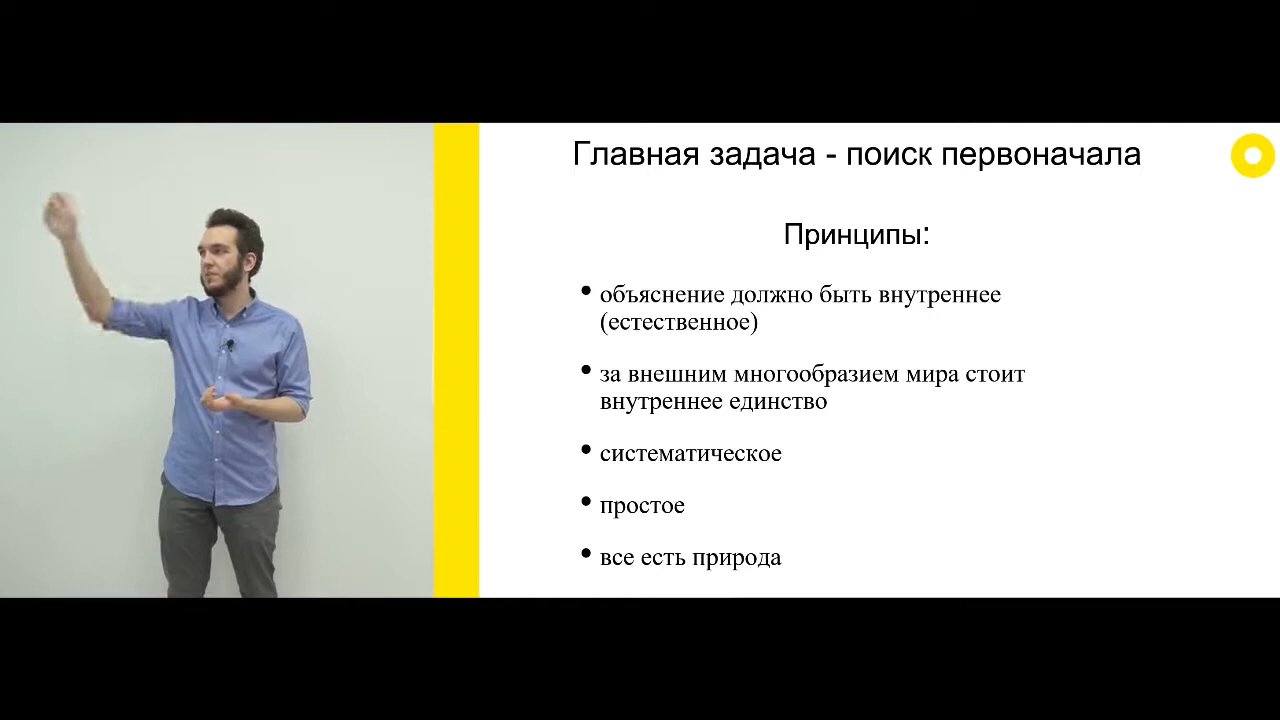 Главная задача - поиск первоначала
Принципы:
• объяснение должно быть внутреннее
(естественное)
• за внешним многообразием мира стоит
внутреннее единство
• систематическое
• простое
• все есть природа